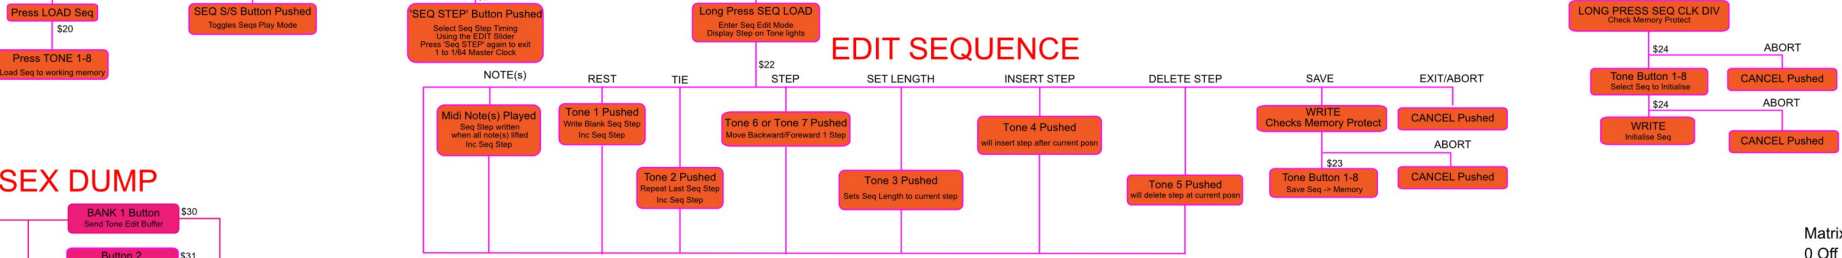 Press LOAD Seq
$20
Press TONE 1-8
Load Seq to working memory
SEQ S/S Button Pushed
Toggles Seqs Play Mode
'SEQ STEP' Button Pushed
Select Seq Step Timing
Using the EDIT Slider
Press 'Seq STEP' again to exit
1 to 1/64 Master Clock
Long Press SEQ LOAD
Enter Seq Edit Mode
Display Step on Tone lights
$22
EDIT SEQUENCE
NOTE(s)
REST
TIE
STEP
SET LENGTH
INSERT STEP
DELETE STEP
SAVE
EXIT/ABORT
Midi Note(s) Played
Seq Step written
when all note(s) lifted
Inc Seq Step
Tone 1 Pushed
Write Blank Seq Step
Inc Seq Step
Tone 2 Pushed
Repeat Last Seq Step
Inc Seq Step
Tone 6 or Tone 7 Pushed
Move Backward/Foreward 1 Step
Tone 3 Pushed
Sets Seq Length to current step
Tone 4 Pushed
will insert step after current posn
Tone 5 Pushed
will delete step at current posn
WRITE
Checks Memory Protect
$23
Tone Button 1-8
Save Seq -> Memory
CANCEL Pushed
ABORT
CANCEL Pushed
LONG PRESS SEQ CLK DIV
Check Memory Protect
$24
ABORT
Tone Button 1-8
Select Seq to Initialise
CANCEL Pushed
$24
ABORT
WRITE
Initialise Seq
CANCEL Pushed
SEX DUMP
BANK 1 Button
Send Tone Edit Buffer
$30
Button 2
$31
Matrix
0 Off